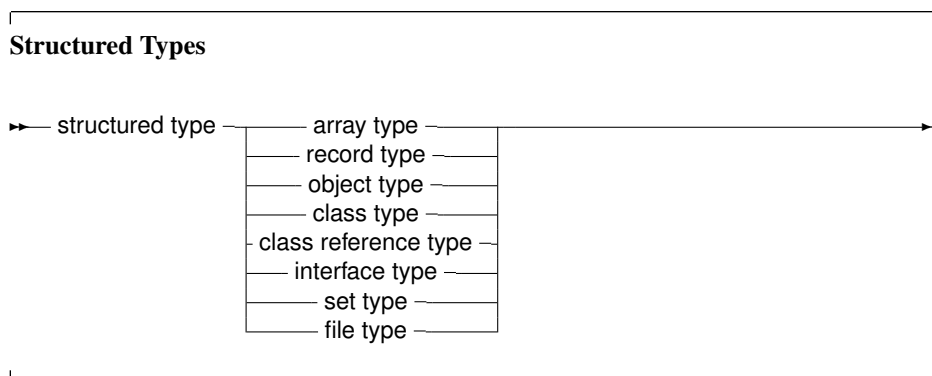 Structured Types
structured type array type
record type
object type
class type
class reference type
interface type
set type
file type